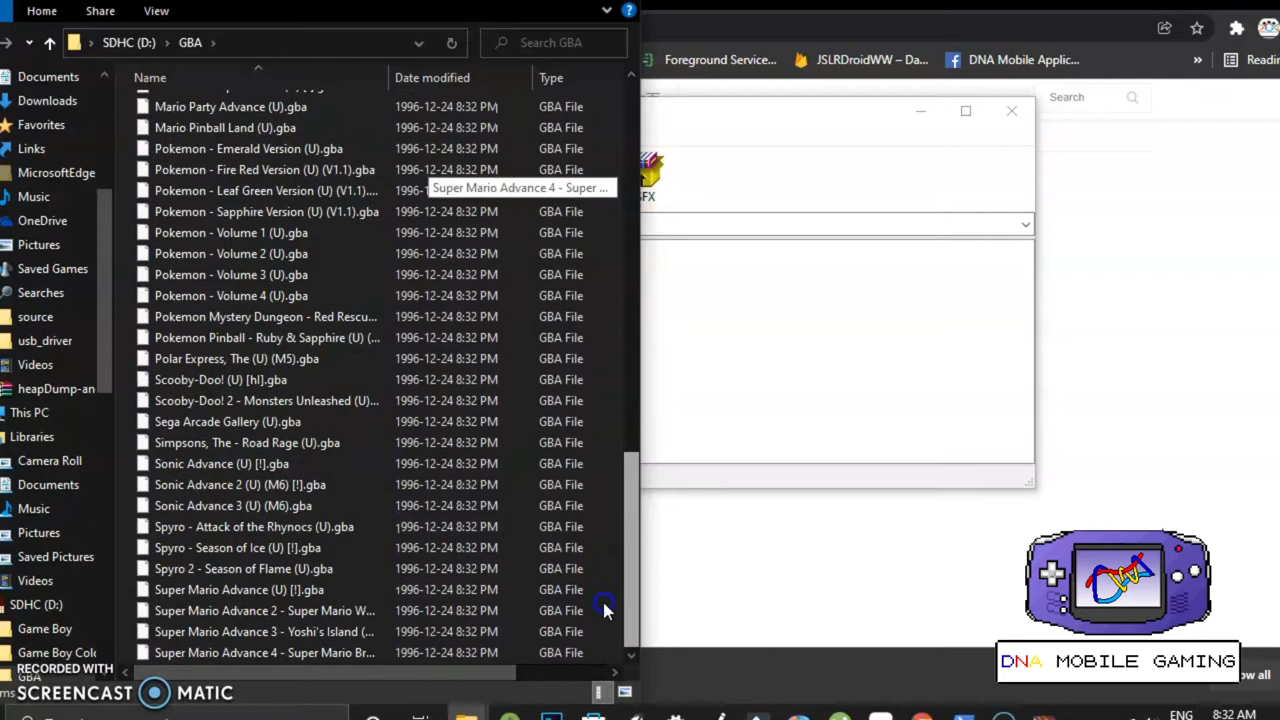 Home Share View
SDHC (D:) GBA Search GBA
Foreground Service... JSLRDroidWW – Da... DNA Mobile Applic... » Readin
Search
Name Date modified Type
Documents
Downloads
Favorites
Links
MicrosoftEdge
Music
OneDrive
Pictures
Saved Games
Searches
source
usb_driver
Videos
heapDump-an
This PC
Libraries
Camera Roll
Documents
Music
Pictures
Saved Pictures
Videos
SDHC (D:)
Game Boy
Game Boy Colo
GBA
Mario Party Advance (U).gba 1996-12-24 8:32 PM GBA File
Mario Pinball Land (U).gba 1996-12-24 8:32 PM GBA File
Pokemon - Emerald Version (U).gba 1996-12-24 8:32 PM GBA File
Pokemon - Fire Red Version (U) (V1.1).gba 1996-12-24 8:32 PM GBA File
Pokemon - Leaf Green Version (U) (V1.1).... 1996-
Super Mario Advance 4 - Super ...
Pokemon - Sapphire Version (U) (V1.1).gba 1996-12-24 8:32 PM GBA File
Pokemon - Volume 1 (U).gba 1996-12-24 8:32 PM GBA File
Pokemon - Volume 2 (U).gba 1996-12-24 8:32 PM GBA File
Pokemon - Volume 3 (U).gba 1996-12-24 8:32 PM GBA File
Pokemon - Volume 4 (U).gba 1996-12-24 8:32 PM GBA File
Pokemon Mystery Dungeon - Red Rescu... 1996-12-24 8:32 PM GBA File
Pokemon Pinball - Ruby & Sapphire (U) (... 1996-12-24 8:32 PM GBA File
Polar Express, The (U) (M5).gba 1996-12-24 8:32 PM GBA File
Scooby-Doo! (U) [hI].gba 1996-12-24 8:32 PM GBA File
Scooby-Doo! 2 - Monsters Unleashed (U)... 1996-12-24 8:32 PM GBA File
Sega Arcade Gallery (U).gba 1996-12-24 8:32 PM GBA File
Simpsons, The - Road Rage (U).gba 1996-12-24 8:32 PM GBA File
Sonic Advance (U) [!].gba 1996-12-24 8:32 PM GBA File
Sonic Advance 2 (U) (M6) [!].gba 1996-12-24 8:32 PM GBA File
Sonic Advance 3 (U) (M6).gba 1996-12-24 8:32 PM GBA File
Spyro - Attack of the Rhynocs (U).gba 1996-12-24 8:32 PM GBA File
Spyro - Season of Ice (U) [!].gba 1996-12-24 8:32 PM GBA File
Spyro 2 - Season of Flame (U).gba 1996-12-24 8:32 PM GBA File
Super Mario Advance (U) [!].gba 1996-12-24 8:32 PM GBA File
Super Mario Advance 2 - Super Mario W... 1996-12-24 8:32 PM GBA File
Super Mario Advance 3 - Yoshi's Island (... 1996-12-24 8:32 PM GBA File
Super Mario Advance 4 - Super Mario Br... 1996-12-24 8:32 PM GBA File
SFX
DNA MOBILE GAMING
ow all
RECORDED WITH
SCREENCAST MATIC
ENG 8:32 AM